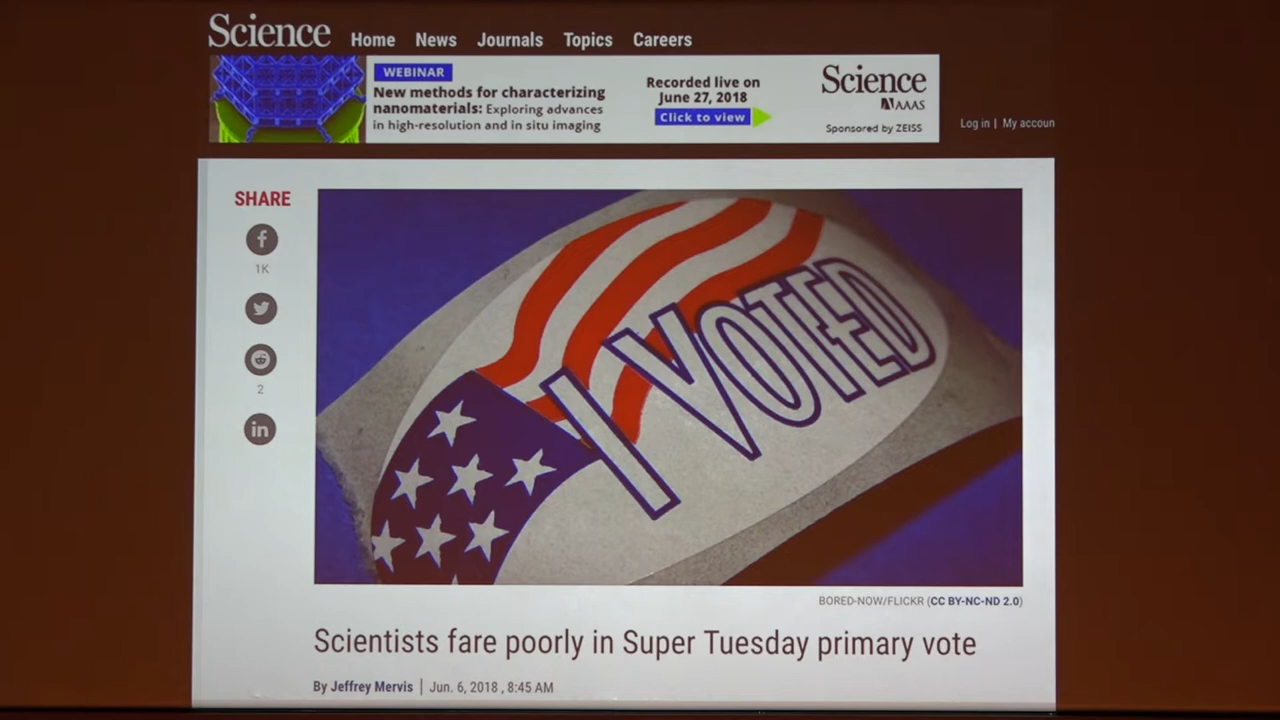 Science
Home News Journals Topics Careers
WEBINAR
New methods for characterizing
nanomaterials: Exploring advances
in high-resolution and in situ imaging
Recorded live on
June 27, 2018
Click to view
Science
AAAS
Sponsored by ZEISS
Log in | My accoun
SHARE
1K
2
in
I VOTED
BORED-NOW/FLICKR (CC BY-NC-ND 2.0)
Scientists fare poorly in Super Tuesday primary vote
By Jeffrey Mervis | Jun. 6, 2018 , 8:45 AM